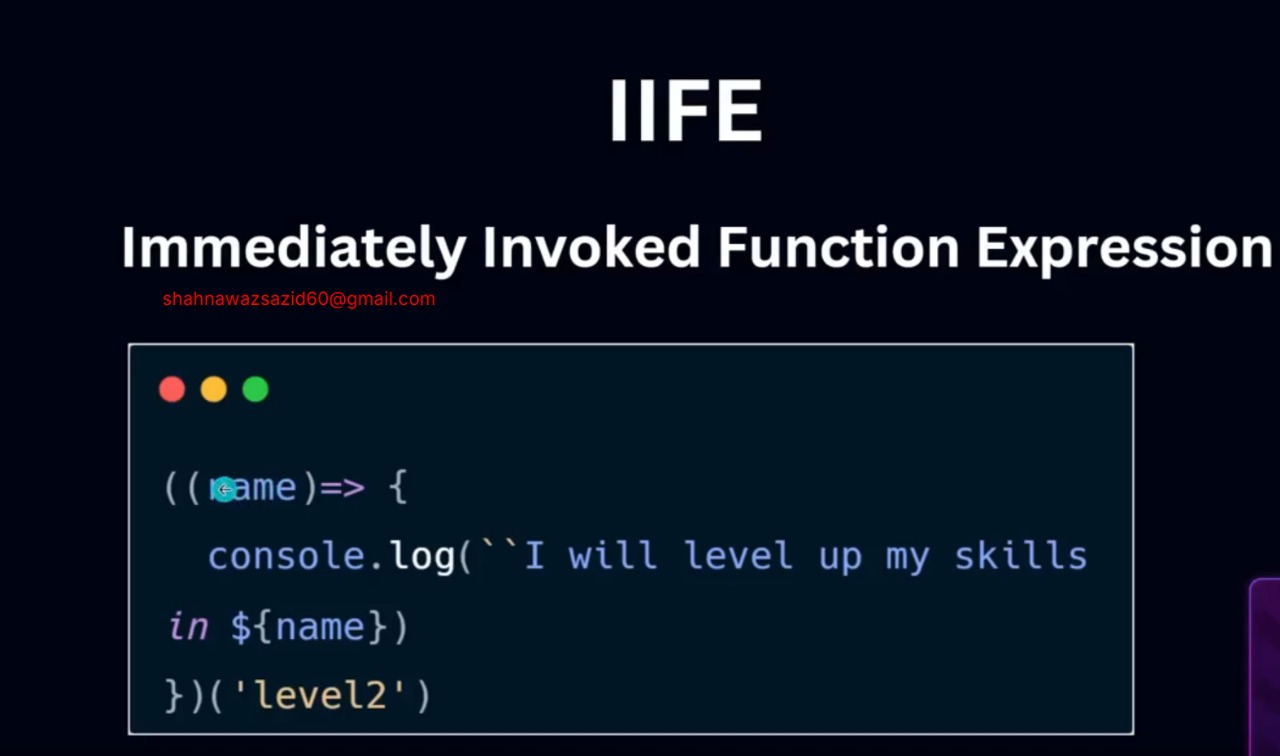 IIFE
Immediately Invoked Function Expression
shahnawazsazid60@gmail.com
((name)=> {
console.log(``I will level up my skills
in ${name})
})('level2')